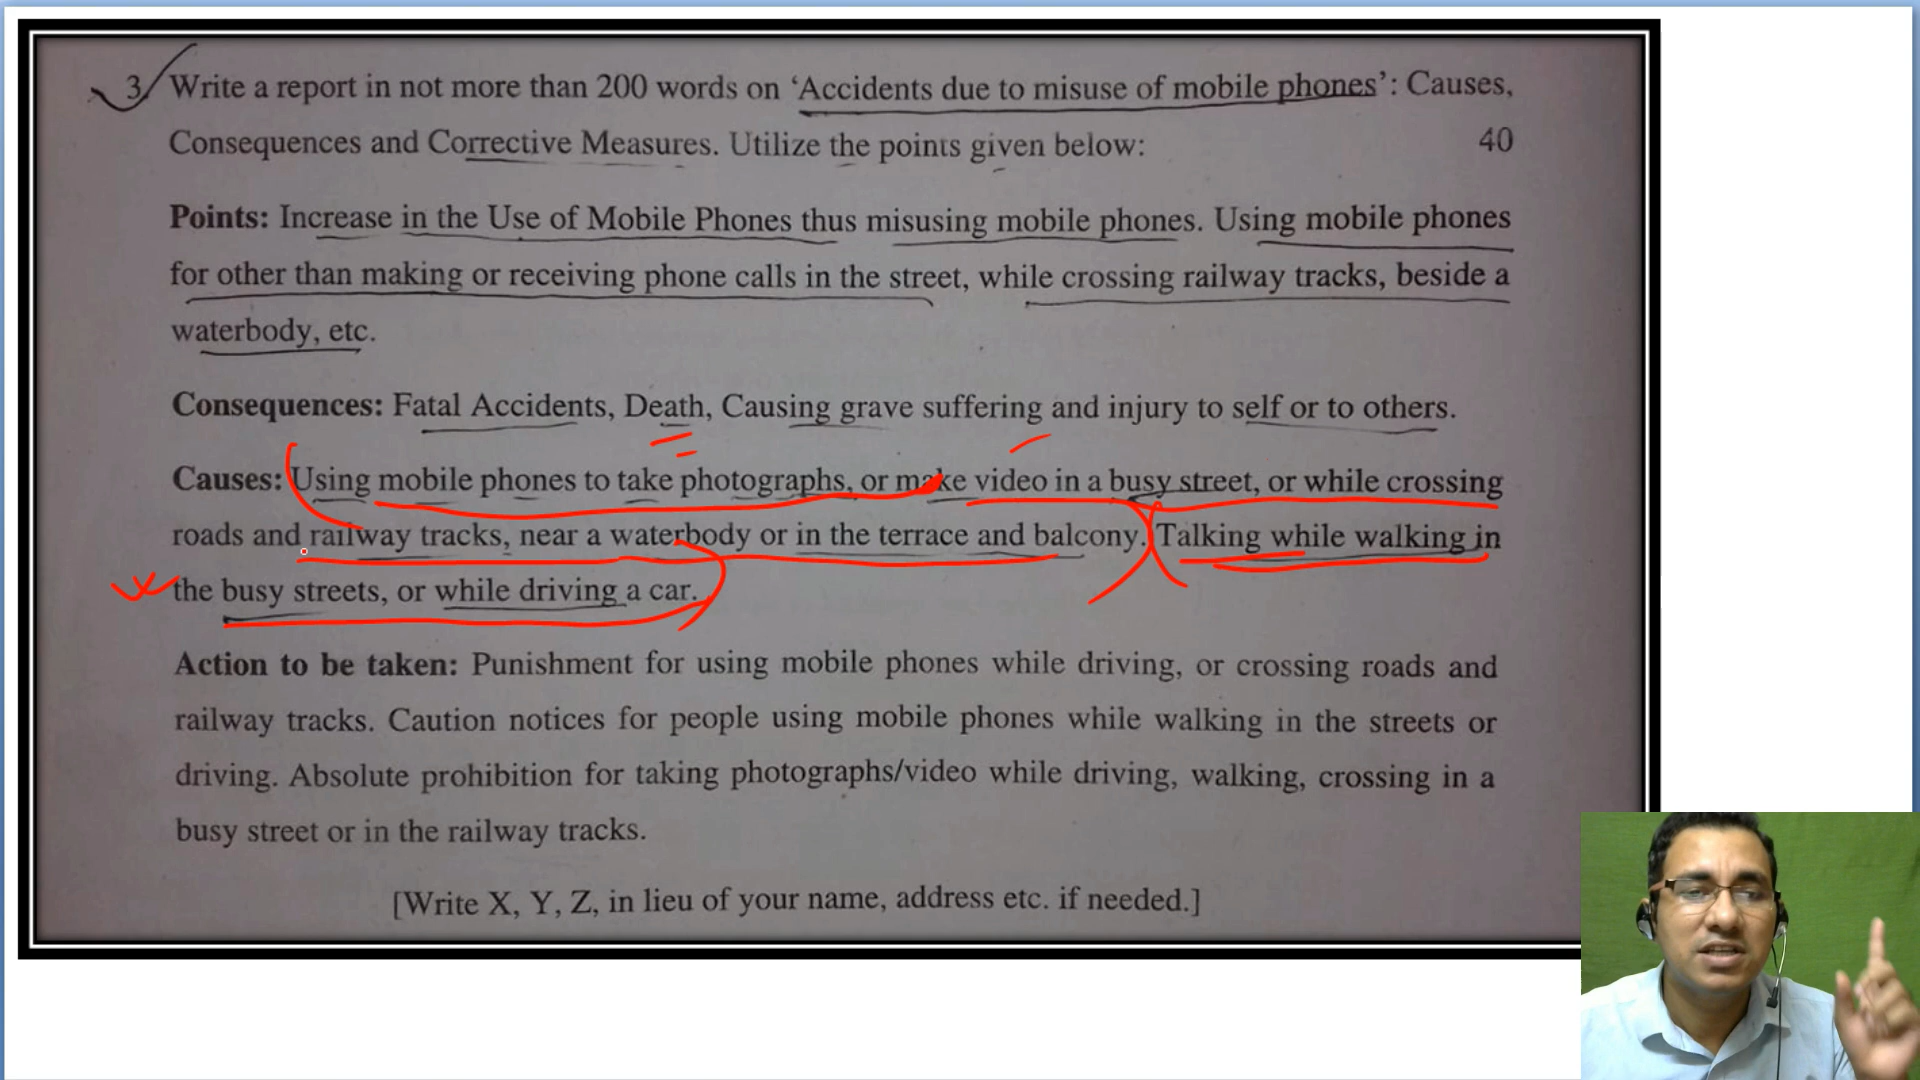 3 Write a report in not more than 200 words on ‘Accidents due to misuse of mobile phones’: Causes,
Consequences and Corrective Measures. Utilize the points given below: 40
Points: Increase in the Use of Mobile Phones thus misusing mobile phones. Using mobile phones
for other than making or receiving phone calls in the street, while crossing railway tracks, beside a
waterbody, etc.
Consequences: Fatal Accidents, Death, Causing grave suffering and injury to self or to others.
Causes: Using mobile phones to take photographs, or make video in a busy street, or while crossing
roads and railway tracks, near a waterbody or in the terrace and balcony. Talking while walking in
the busy streets, or while driving a car.
Action to be taken: Punishment for using mobile phones while driving, or crossing roads and
railway tracks. Caution notices for people using mobile phones while walking in the streets or
driving. Absolute prohibition for taking photographs/video while driving, walking, crossing in a
busy street or in the railway tracks.
[Write X, Y, Z, in lieu of your name, address etc. if needed.]